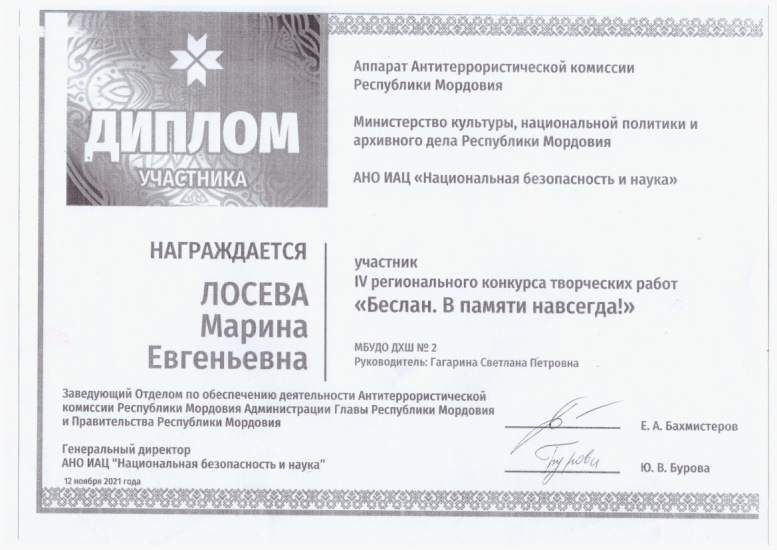 ДИПЛОМ
УЧАСТНИКА
Аппарат Антитеррористической комиссии
Республики Мордовия
Министерство культуры, национальной политики и
архивного дела Республики Мордовия
АНО ИАЦ «Национальная безопасность и наука»
НАГРАЖДАЕТСЯ
ЛОСЕВА
Марина
Евгеньевна
участник
IV регионального конкурса творческих работ
«Беслан. В памяти навсегда!»
МБУДО ДХШ № 2
Руководитель: Гагарина Светлана Петровна
Заведующий Отделом по обеспечению деятельности Антитеррористической
комиссии Республики Мордовия Администрации Главы Республики Мордовия
и Правительства Республики Мордовия
Е. А. Бахмистеров
Генеральный директор
АНО ИАЦ "Национальная безопасность и наука"
Ю. В. Бурова
12 ноября 2021 года